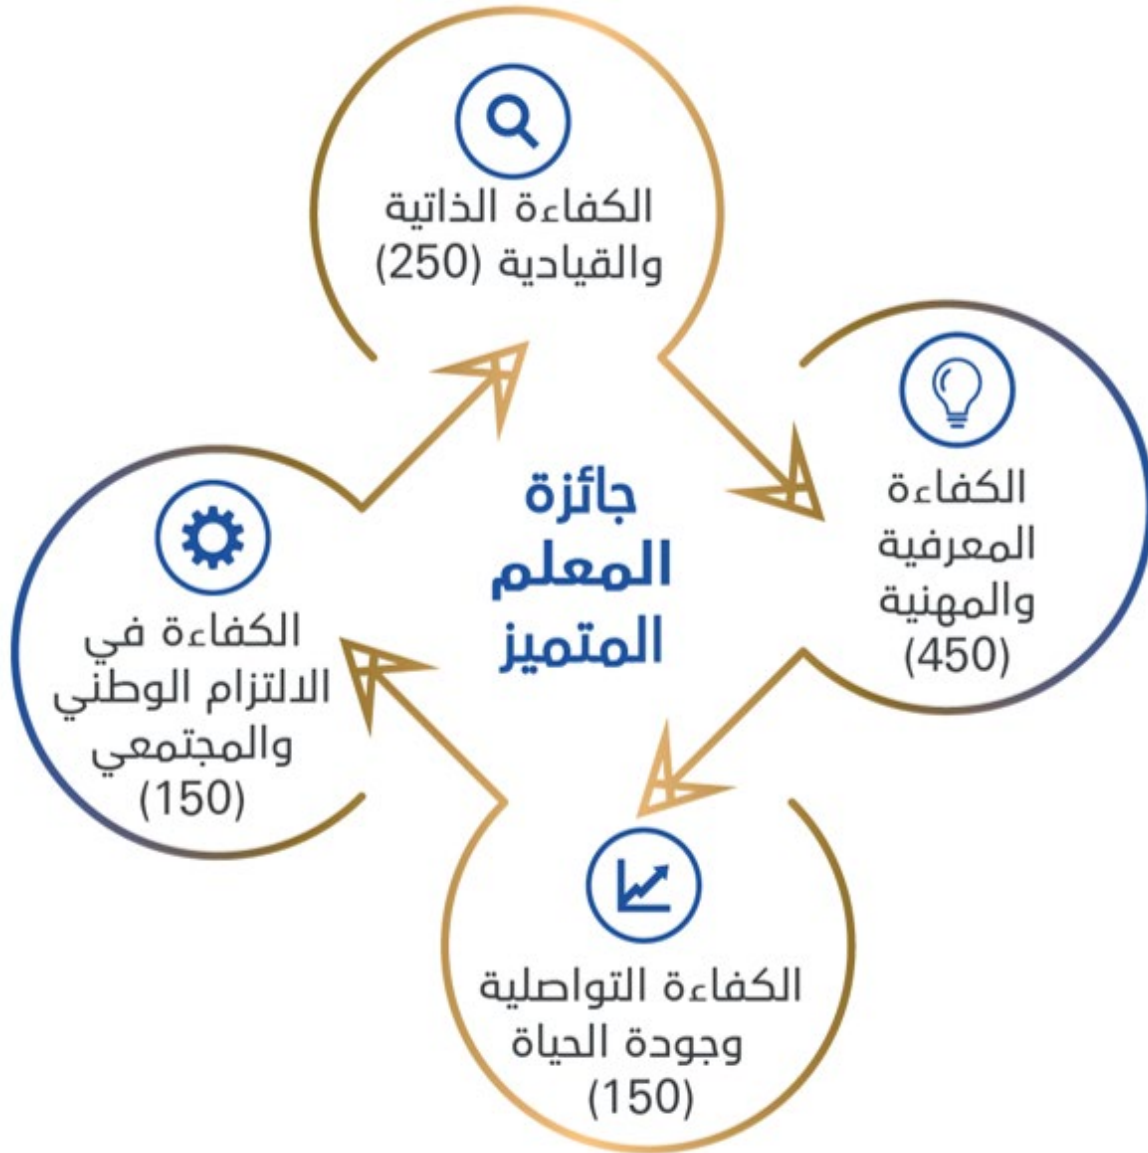 الكفاءة الذاتية
والقيادية (250)
الكفاءة
المعرفية
والمهنية
(450)
جائزة
المعلم
المتميز
الكفاءة في
الالتزام الوطني
والمجتمعي
(150)
الكفاءة التواصلية
وجودة الحياة
(150)